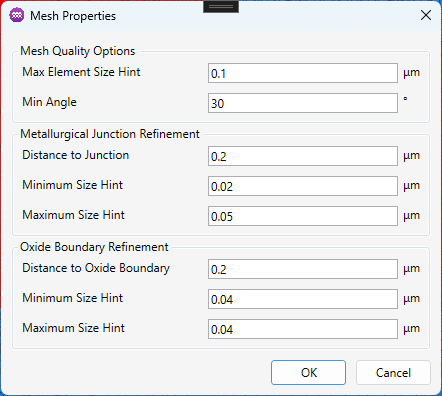 Mesh Properties
Mesh Quality Options
Max Element Size Hint 0.1 µm
Min Angle 30 °
Metallurgical Junction Refinement
Distance to Junction 0.2 µm
Minimum Size Hint 0.02 µm
Maximum Size Hint 0.05 µm
Oxide Boundary Refinement
Distance to Oxide Boundary 0.2 µm
Minimum Size Hint 0.04 µm
Maximum Size Hint 0.04 µm
OK Cancel